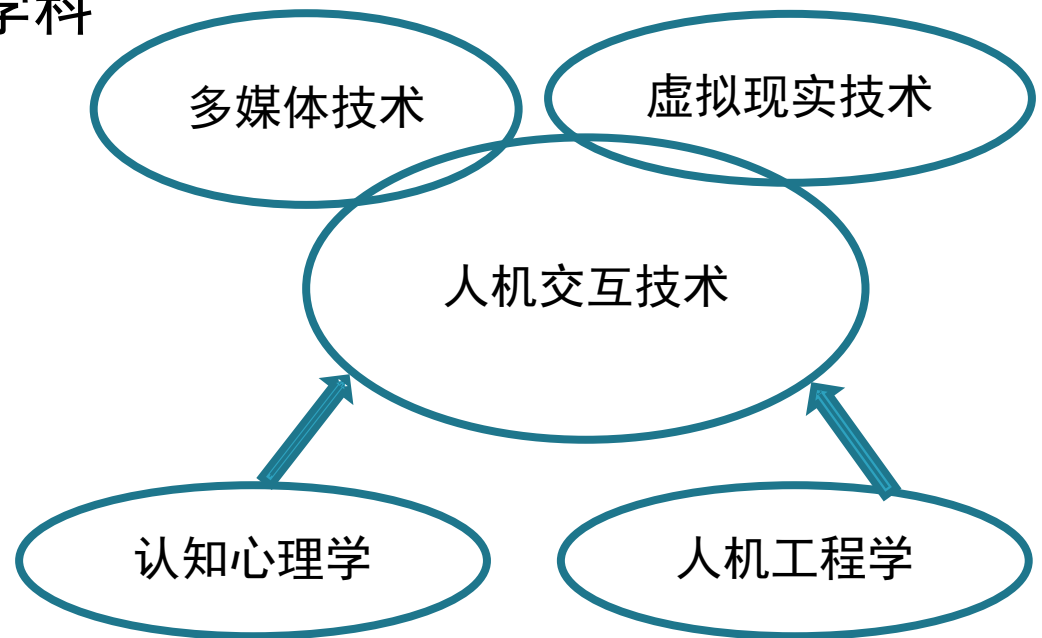 学科
多媒体技术
虚拟现实技术
人机交互技术
认知心理学
人机工程学